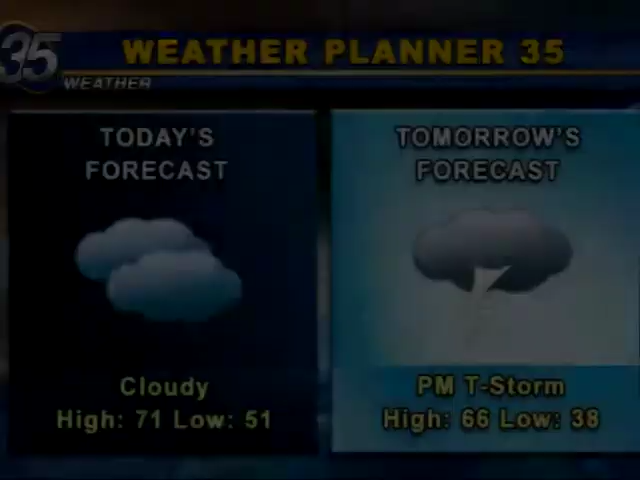 35
WEATHER PLANNER 35
WEATHER
TODAY'S
FORECAST
Cloudy
High: 71 Low: 51
TOMORROW'S
FORECAST
PM T-Storm
High: 66 Low: 38